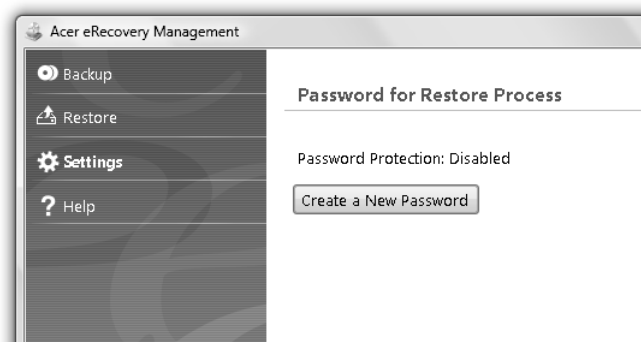 Acer eRecovery Management
Backup
Restore
Settings
Help
Password for Restore Process
Password Protection: Disabled
Create a New Password